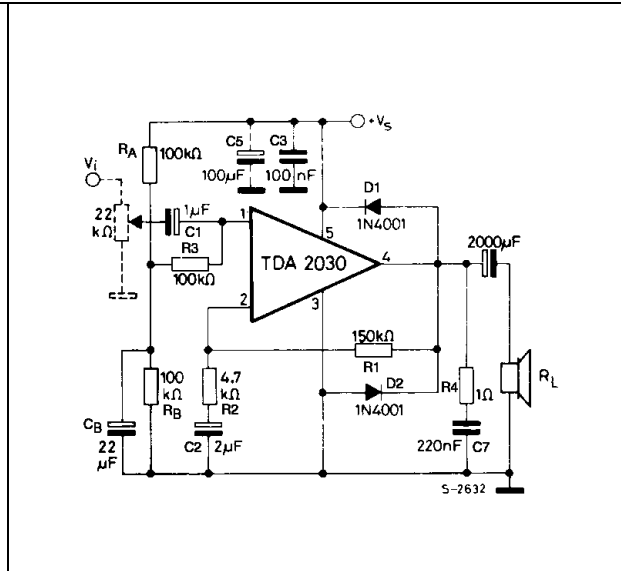 +Vs
RA
100kΩ
C5
100µF
C3
100nF
Vi
22
kΩ
1µF
C1
R3
100kΩ
1
2
5
3
4
TDA 2030
D1
1N4001
2000µF
150kΩ
R1
D2
1N4001
R4
1Ω
RL
4.7
kΩ
R2
100
kΩ
RB
CB
22
µF
C2
2µF
220nF
C7
S-2632